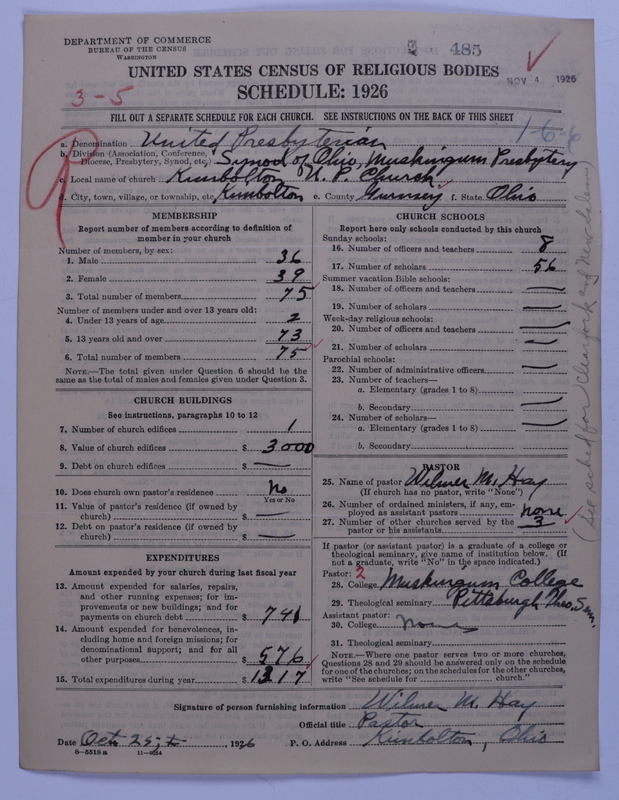 DEPARTMENT OF COMMERCE
BUREAU OF THE CENSUS
WASHINGTON
485
NOV 4 1926
UNITED STATES CENSUS OF RELIGIOUS BODIES
SCHEDULE: 1926
3-5
FILL OUT A SEPARATE SCHEDULE FOR EACH CHURCH. SEE INSTRUCTIONS ON THE BACK OF THIS SHEET
1-6-6
a. Denomination United Presbyterian
b. Division (Association, Conference, Diocese, Presbytery, Synod, etc.) Synod of Ohio, Muskingum Presbytery
c. Local name of church Kimbolton U. P. Church
d. City, town, village, or township, etc. Kimbolton e. County Guernsey f. State Ohio
MEMBERSHIP
Report number of members according to definition of member in your church
Number of members, by sex:
1. Male 36
2. Female 39
3. Total number of members 75
Number of members under and over 13 years old:
4. Under 13 years of age 2
5. 13 years old and over 73
6. Total number of members 75
NOTE.—The total given under Question 6 should be the same as the total of males and females given under Question 3.
CHURCH BUILDINGS
See instructions, paragraphs 10 to 12
7. Number of church edifices 1
8. Value of church edifices $ 3000
9. Debt on church edifices $ —
10. Does church own pastor's residence No
Yes or No
11. Value of pastor's residence (if owned by church) $ —
12. Debt on pastor's residence (if owned by church) $ —
EXPENDITURES
Amount expended by your church during last fiscal year
13. Amount expended for salaries, repairs, and other running expenses; for improvements or new buildings; and for payments on church debt $ 741
14. Amount expended for benevolences, including home and foreign missions; for denominational support; and for all other purposes $ 576
15. Total expenditures during year $ 1317
CHURCH SCHOOLS
Report here only schools conducted by this church
Sunday schools:
16. Number of officers and teachers 8
17. Number of scholars 56
Summer vacation Bible schools:
18. Number of officers and teachers —
19. Number of scholars —
Week-day religious schools:
20. Number of officers and teachers —
21. Number of scholars —
Parochial schools:
22. Number of administrative officers —
23. Number of teachers—
a. Elementary (grades 1 to 8) —
b. Secondary —
24. Number of scholars—
a. Elementary (grades 1 to 8) —
b. Secondary —
PASTOR
25. Name of pastor Wilmer M. Hay
(If church has no pastor, write "None")
26. Number of ordained ministers, if any, employed as assistant pastors none
27. Number of other churches served by the pastor or his assistants 3
If pastor (or assistant pastor) is a graduate of a college or theological seminary, give name of institution below. (If not a graduate, write "No" in the space indicated.)
Pastor: 2
28. College Muskingum College
29. Theological seminary Pittsburgh Theo. Sem.
Assistant pastor:
30. College None
31. Theological seminary
NOTE.—Where one pastor serves two or more churches, Questions 28 and 29 should be answered only on the schedule for one of the churches; on the schedules for the other churches, write "See schedule for church."
Signature of person furnishing information Wilmer M. Hay
Official title Pastor
Date Oct. 25, 1926 P. O. Address Kimbolton, Ohio
8-5518a